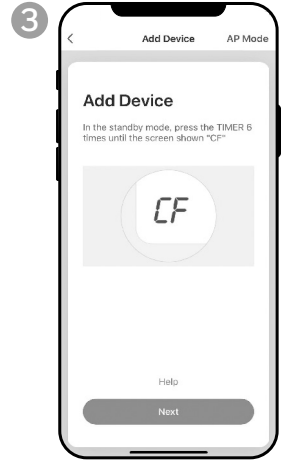 3
< Add Device AP Mode
Add Device
In the standby mode, press the TIMER 6
times until the screen shown "CF"
CF
Help
Next